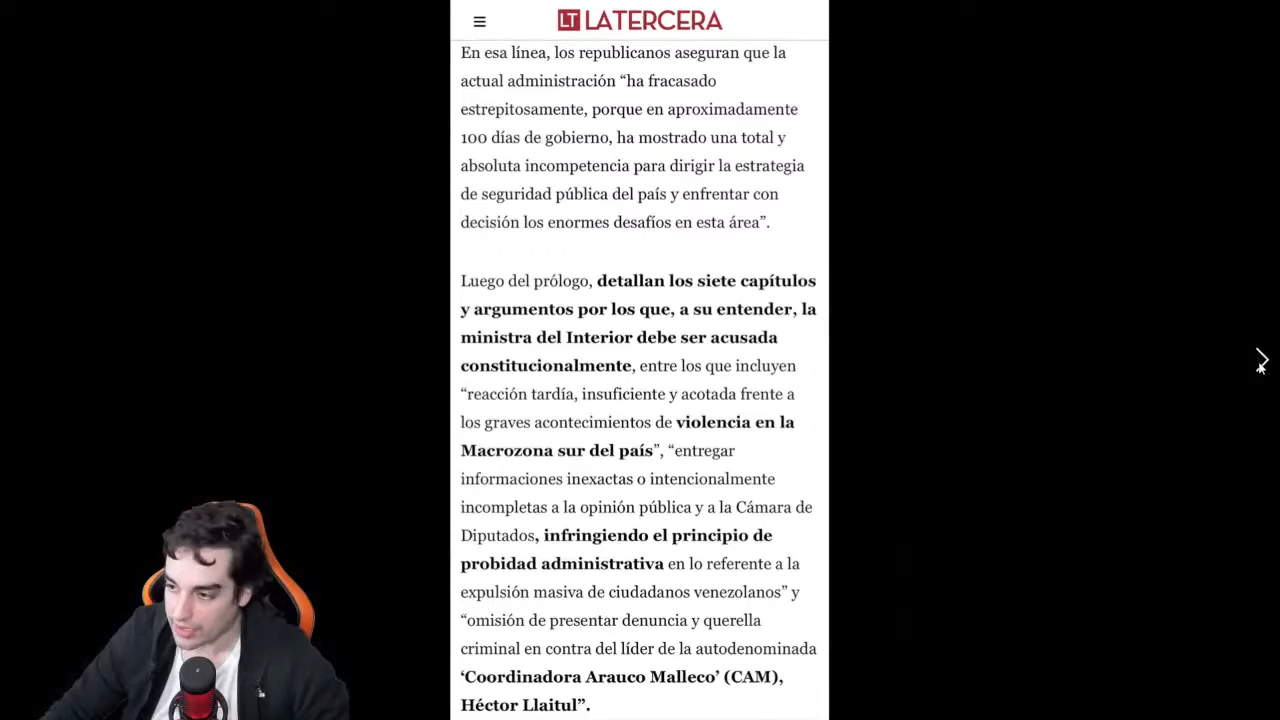 LT LATERCERA
En esa línea, los republicanos aseguran que la
actual administración “ha fracasado
estrepitosamente, porque en aproximadamente
100 días de gobierno, ha mostrado una total y
absoluta incompetencia para dirigir la estrategia
de seguridad pública del país y enfrentar con
decisión los enormes desafíos en esta área”.
Luego del prólogo, detallan los siete capítulos
y argumentos por los que, a su entender, la
ministra del Interior debe ser acusada
constitucionalmente, entre los que incluyen
“reacción tardía, insuficiente y acotada frente a
los graves acontecimientos de violencia en la
Macrozona sur del país”, “entregar
informaciones inexactas o intencionalmente
incompletas a la opinión pública y a la Cámara de
Diputados, infringiendo el principio de
probidad administrativa en lo referente a la
expulsión masiva de ciudadanos venezolanos” y
“omisión de presentar denuncia y querella
criminal en contra del líder de la autodenominada
‘Coordinadora Arauco Malleco’ (CAM),
Héctor Llaitul”.